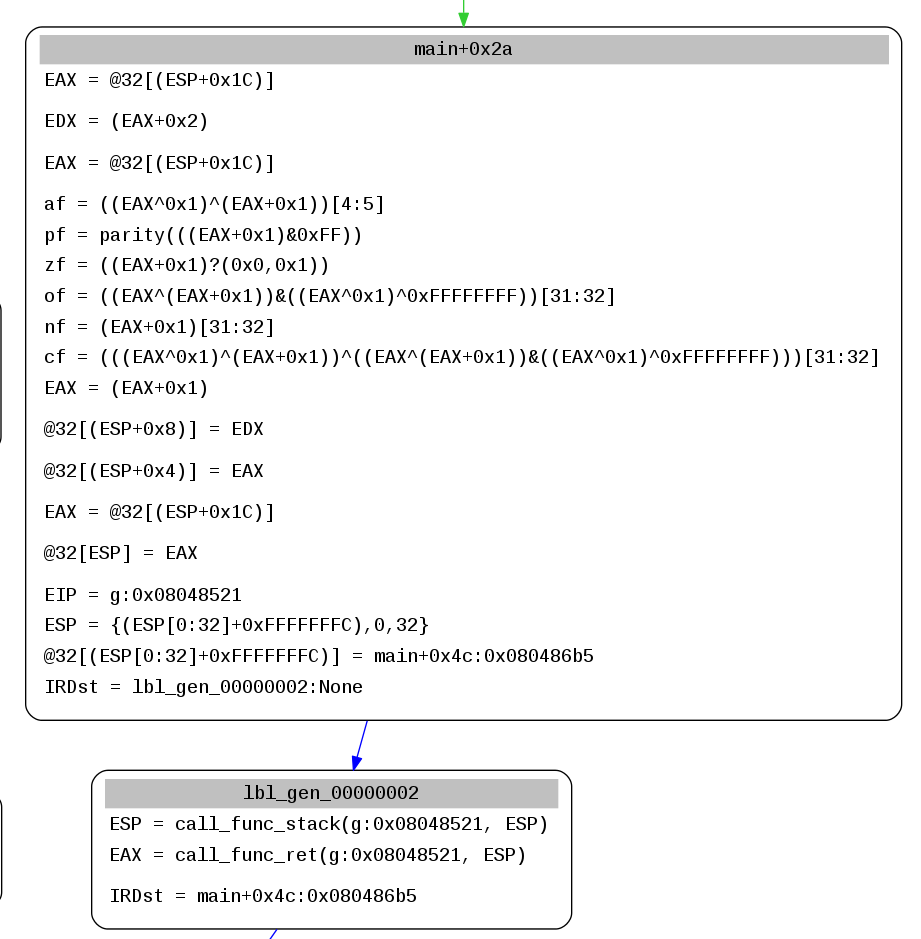 main+0x2a
EAX = @32[(ESP+0x1C)]
EDX = (EAX+0x2)
EAX = @32[(ESP+0x1C)]
af = ((EAX^0x1)^(EAX+0x1))[4:5]
pf = parity(((EAX+0x1)&0xFF))
zf = ((EAX+0x1)?(0x0,0x1))
of = ((EAX^(EAX+0x1))&((EAX^0x1)^0xFFFFFFFF))[31:32]
nf = (EAX+0x1)[31:32]
cf = (((EAX^0x1)^(EAX+0x1))^((EAX^(EAX+0x1))&((EAX^0x1)^0xFFFFFFFF)))[31:32]
EAX = (EAX+0x1)
@32[(ESP+0x8)] = EDX
@32[(ESP+0x4)] = EAX
EAX = @32[(ESP+0x1C)]
@32[ESP] = EAX
EIP = g:0x08048521
ESP = {(ESP[0:32]+0xFFFFFFFC),0,32}
@32[(ESP[0:32]+0xFFFFFFFC)] = main+0x4c:0x080486b5
IRDst = lbl_gen_00000002:None
lbl_gen_00000002
ESP = call_func_stack(g:0x08048521, ESP)
EAX = call_func_ret(g:0x08048521, ESP)
IRDst = main+0x4c:0x080486b5